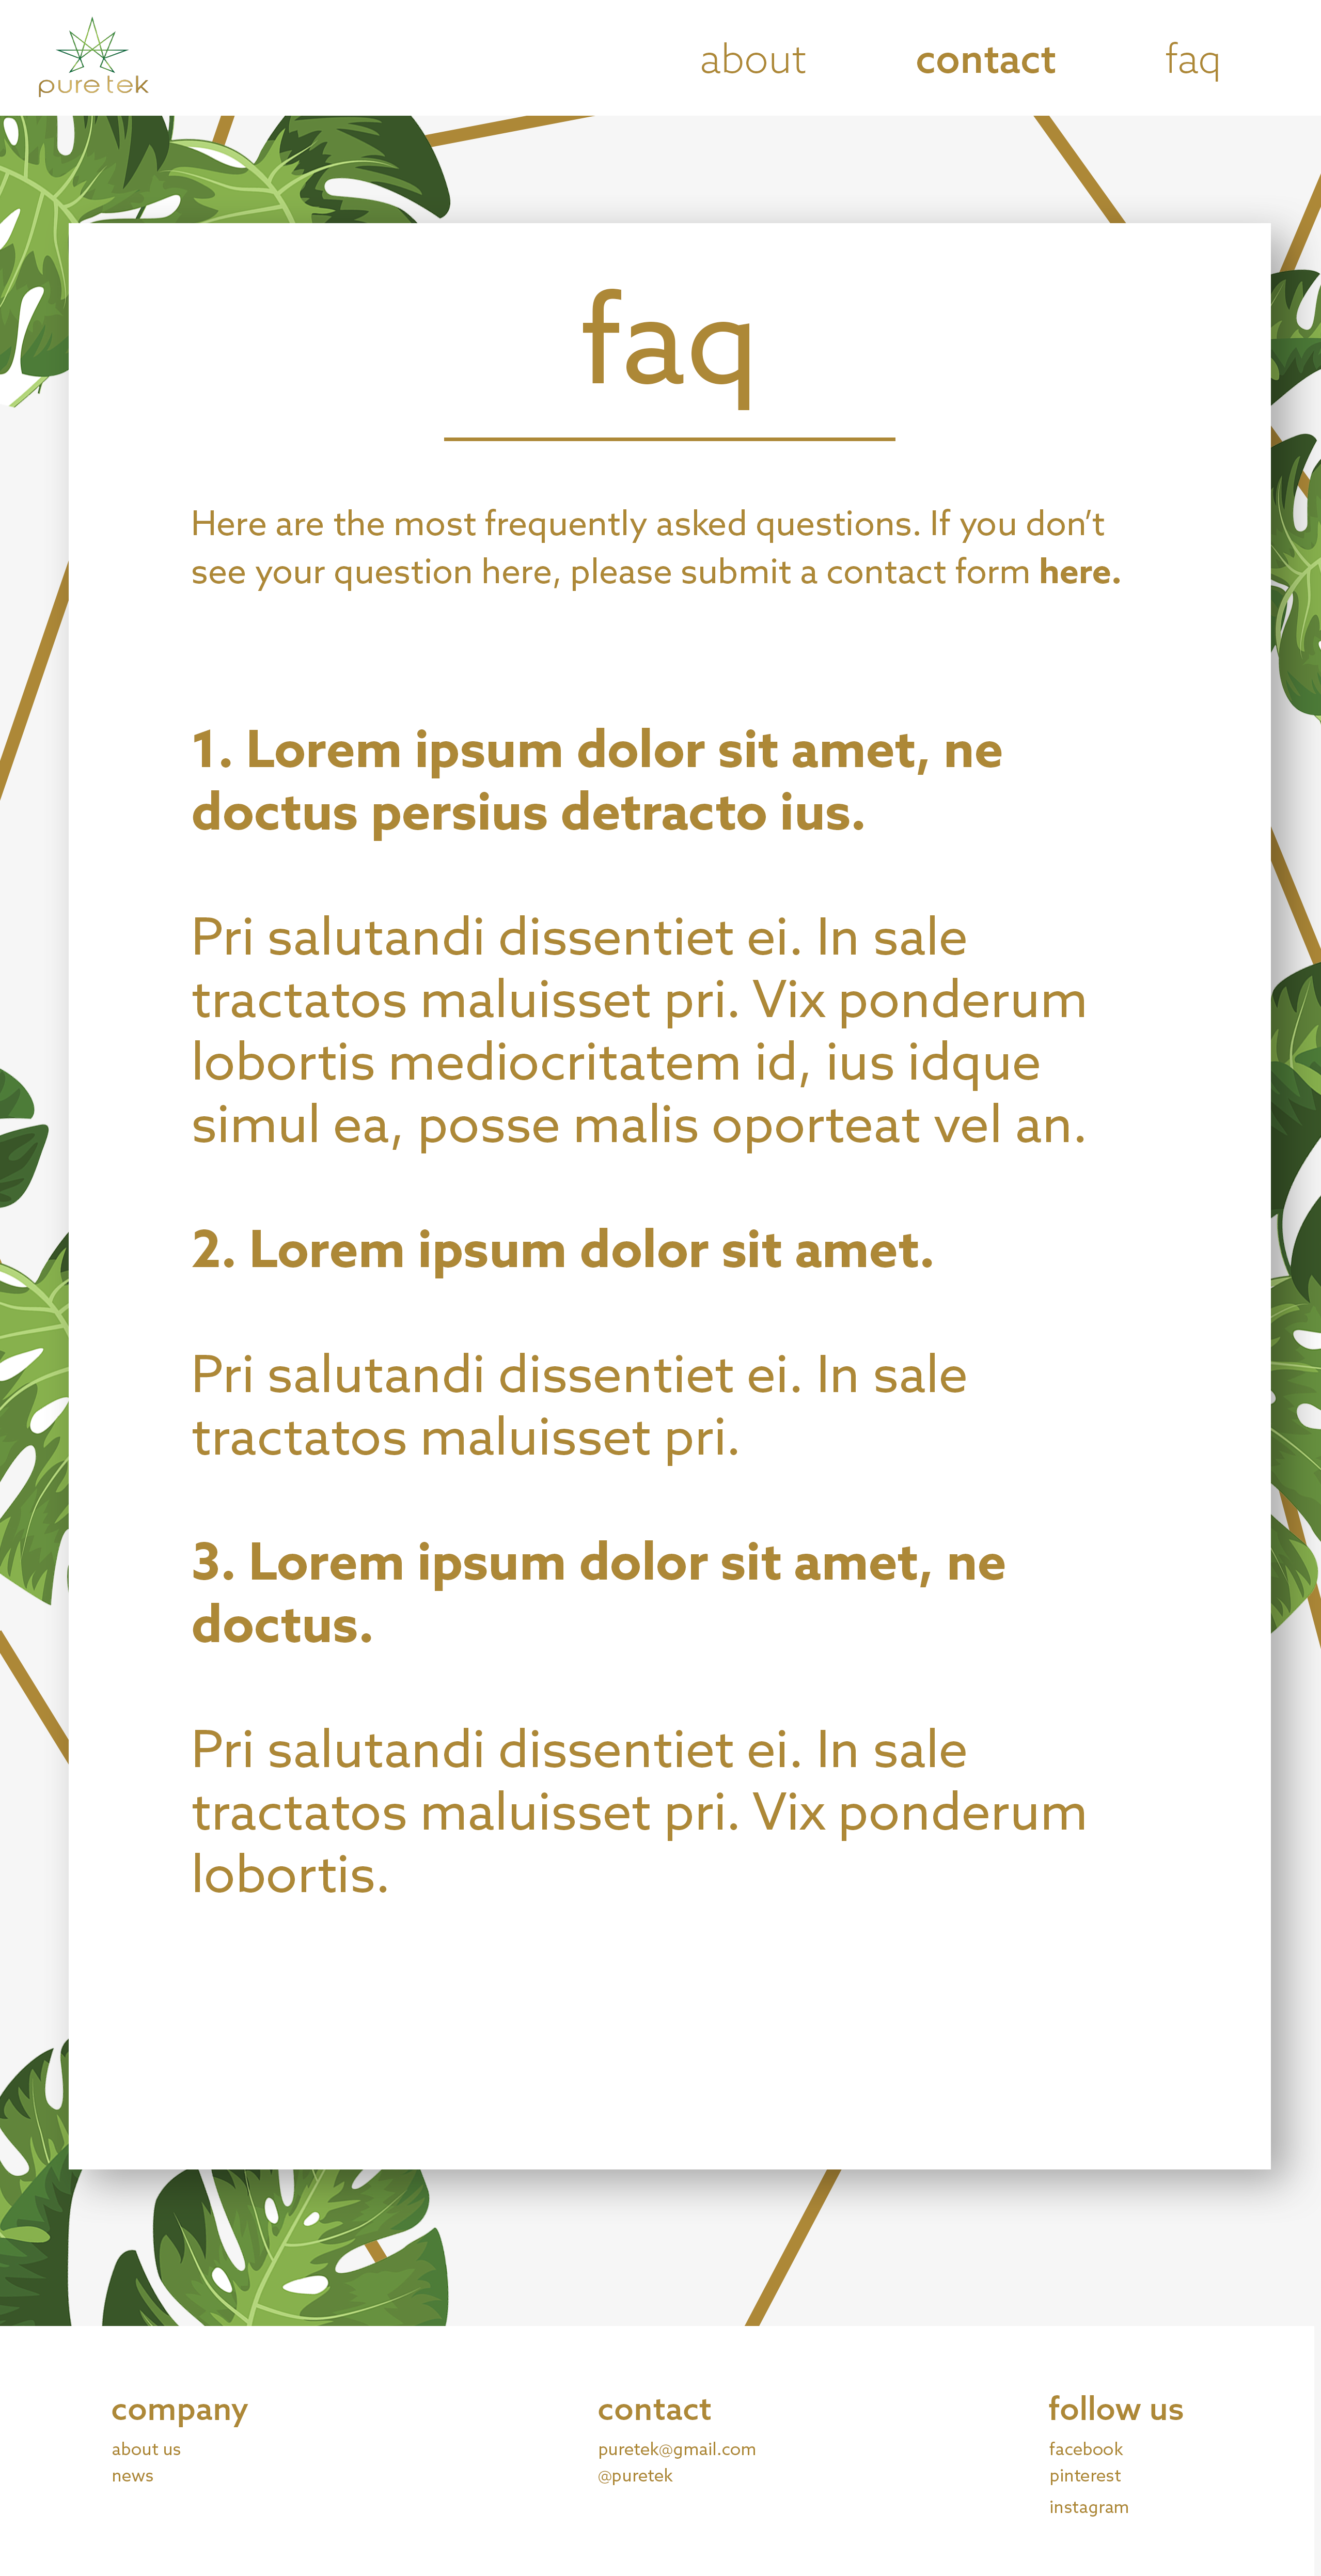 pure tek
about contact faq
faq
Here are the most frequently asked questions. If you don’t
see your question here, please submit a contact form here.
1. Lorem ipsum dolor sit amet, ne
doctus persius detracto ius.
Pri salutandi dissentiet ei. In sale
tractatos maluisset pri. Vix ponderum
lobortis mediocritatem id, ius idque
simul ea, posse malis oporteat vel an.
2. Lorem ipsum dolor sit amet.
Pri salutandi dissentiet ei. In sale
tractatos maluisset pri.
3. Lorem ipsum dolor sit amet, ne
doctus.
Pri salutandi dissentiet ei. In sale
tractatos maluisset pri. Vix ponderum
lobortis.
company
about us
news
contact
puretek@gmail.com
@puretek
follow us
facebook
pinterest
instagram